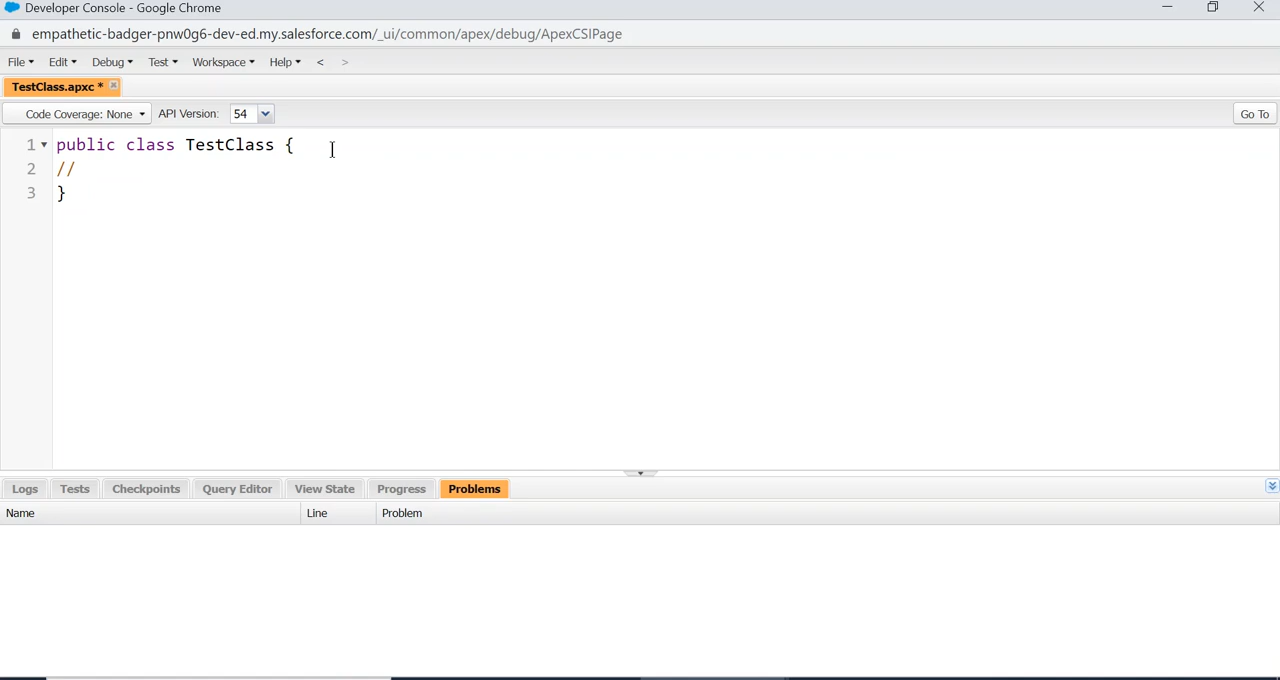 Developer Console - Google Chrome
empathetic-badger-pnw0g6-dev-ed.my.salesforce.com/_ui/common/apex/debug/ApexCSIPage
File Edit Debug Test Workspace Help < >
TestClass.apxc *
Code Coverage: None API Version: 54 Go To
1 public class TestClass {
2 //
3 }
Logs Tests Checkpoints Query Editor View State Progress Problems
Name Line Problem